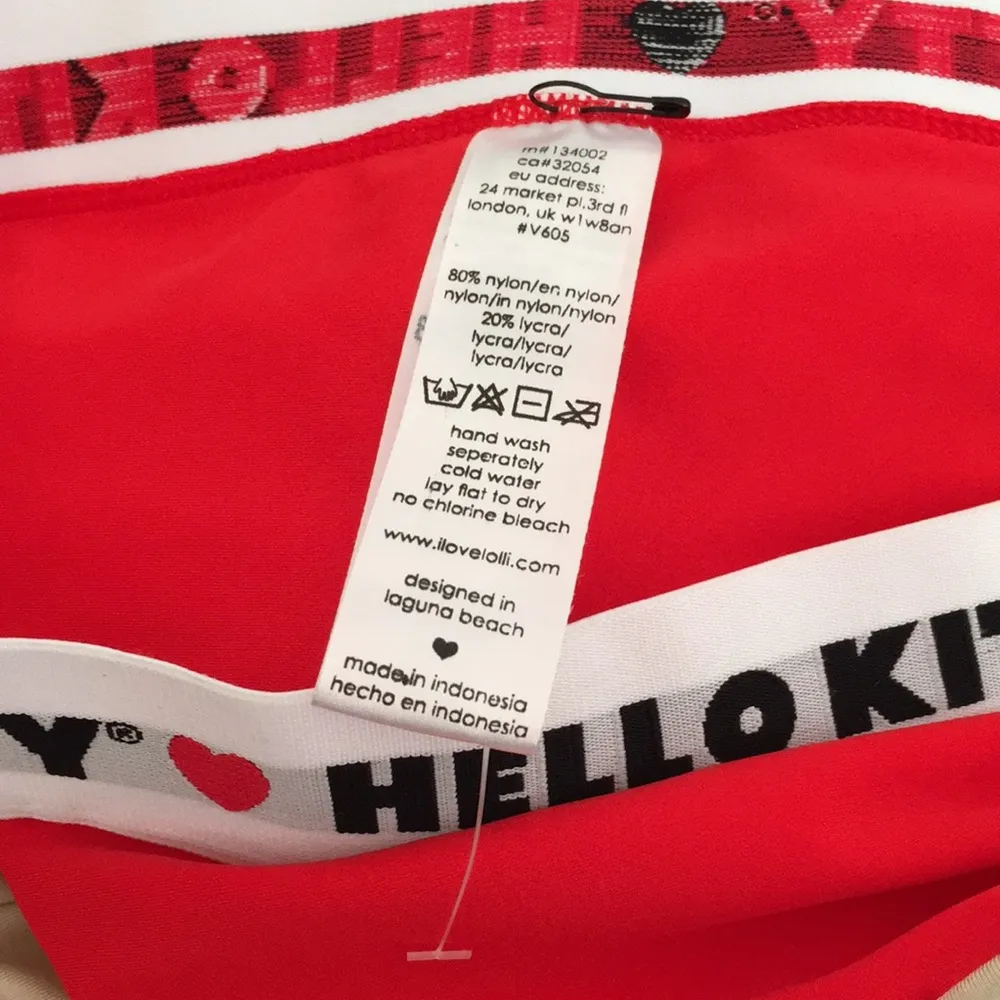 rn#134002
ca#32054
eu address:
24 market pl.3rd fl
london, uk w1w8an
#V605
80% nylon/en nylon/
nylon/in nylon/nylon
20% lycra/
lycra/lycra/
lycra/lycra
hand wash
seperately
cold water
lay flat to dry
no chlorine bleach
www.ilovelolli.com
designed in
laguna beach
made in indonesia
hecho en indonesia
Y® HELLO KIT